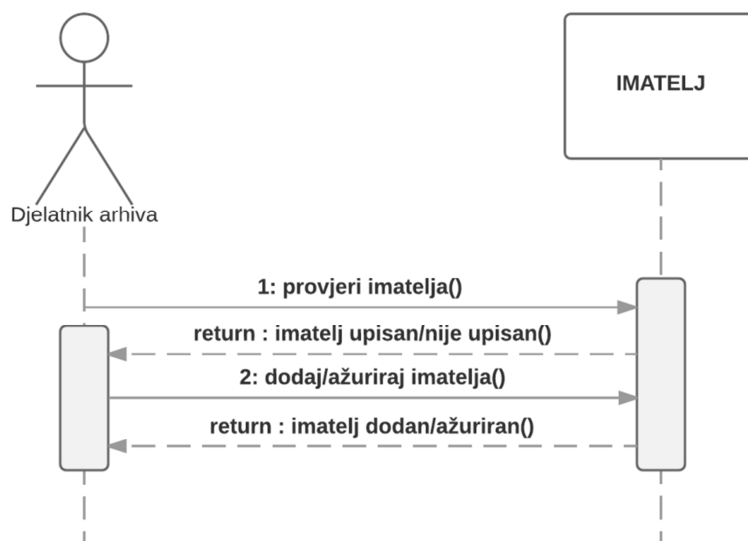 IMATELJ
Djelatnik arhiva
1: provjeri imatelja()
return : imatelj upisan/nije upisan()
2: dodaj/ažuriraj imatelja()
return : imatelj dodan/ažuriran()